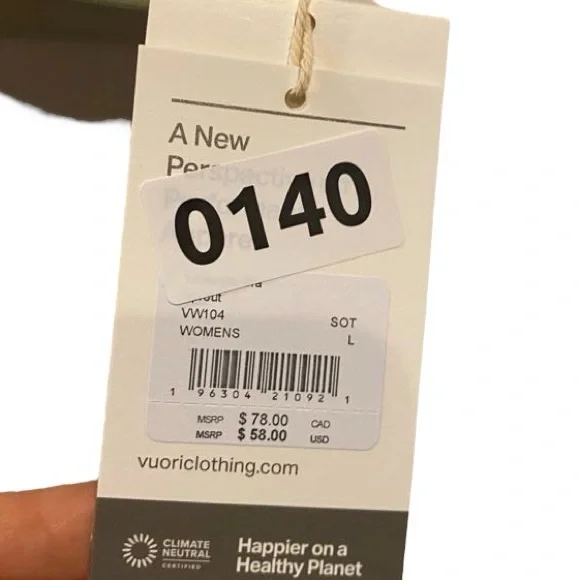 A New
Perspective
0140
VW104
WOMENS
SOT
L
1 96304 21092 1
MSRP $ 78.00 CAD
MSRP $ 58.00 USD
vuoriclothing.com
CLIMATE
NEUTRAL
CERTIFIED
Happier on a
Healthy Planet